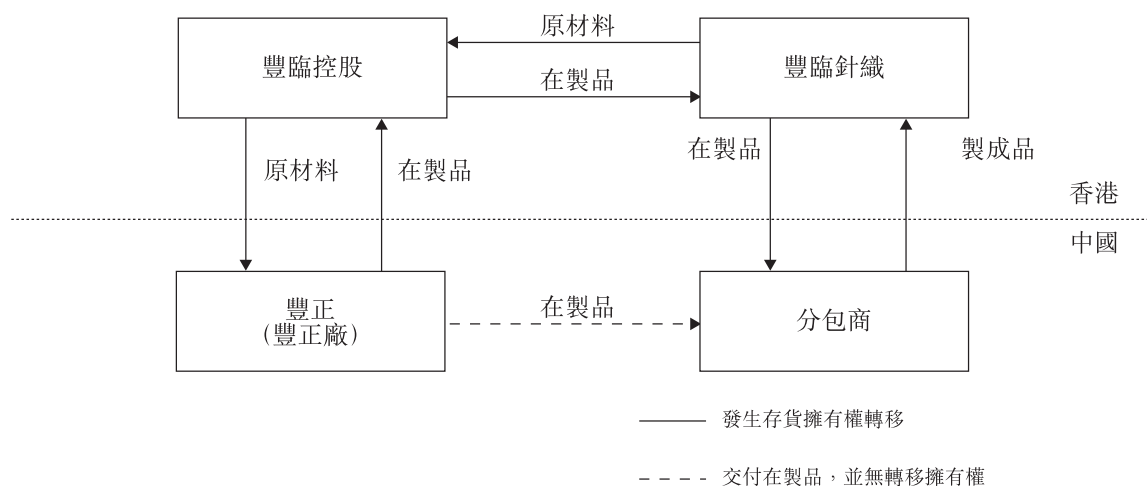 原材料
豐臨控股
豐臨針織
在製品
原材料
在製品
在製品
製成品
香港
中國
豐正
(豐正廠)
在製品
分包商
發生存貨擁有權轉移
交付在製品，並無轉移擁有權